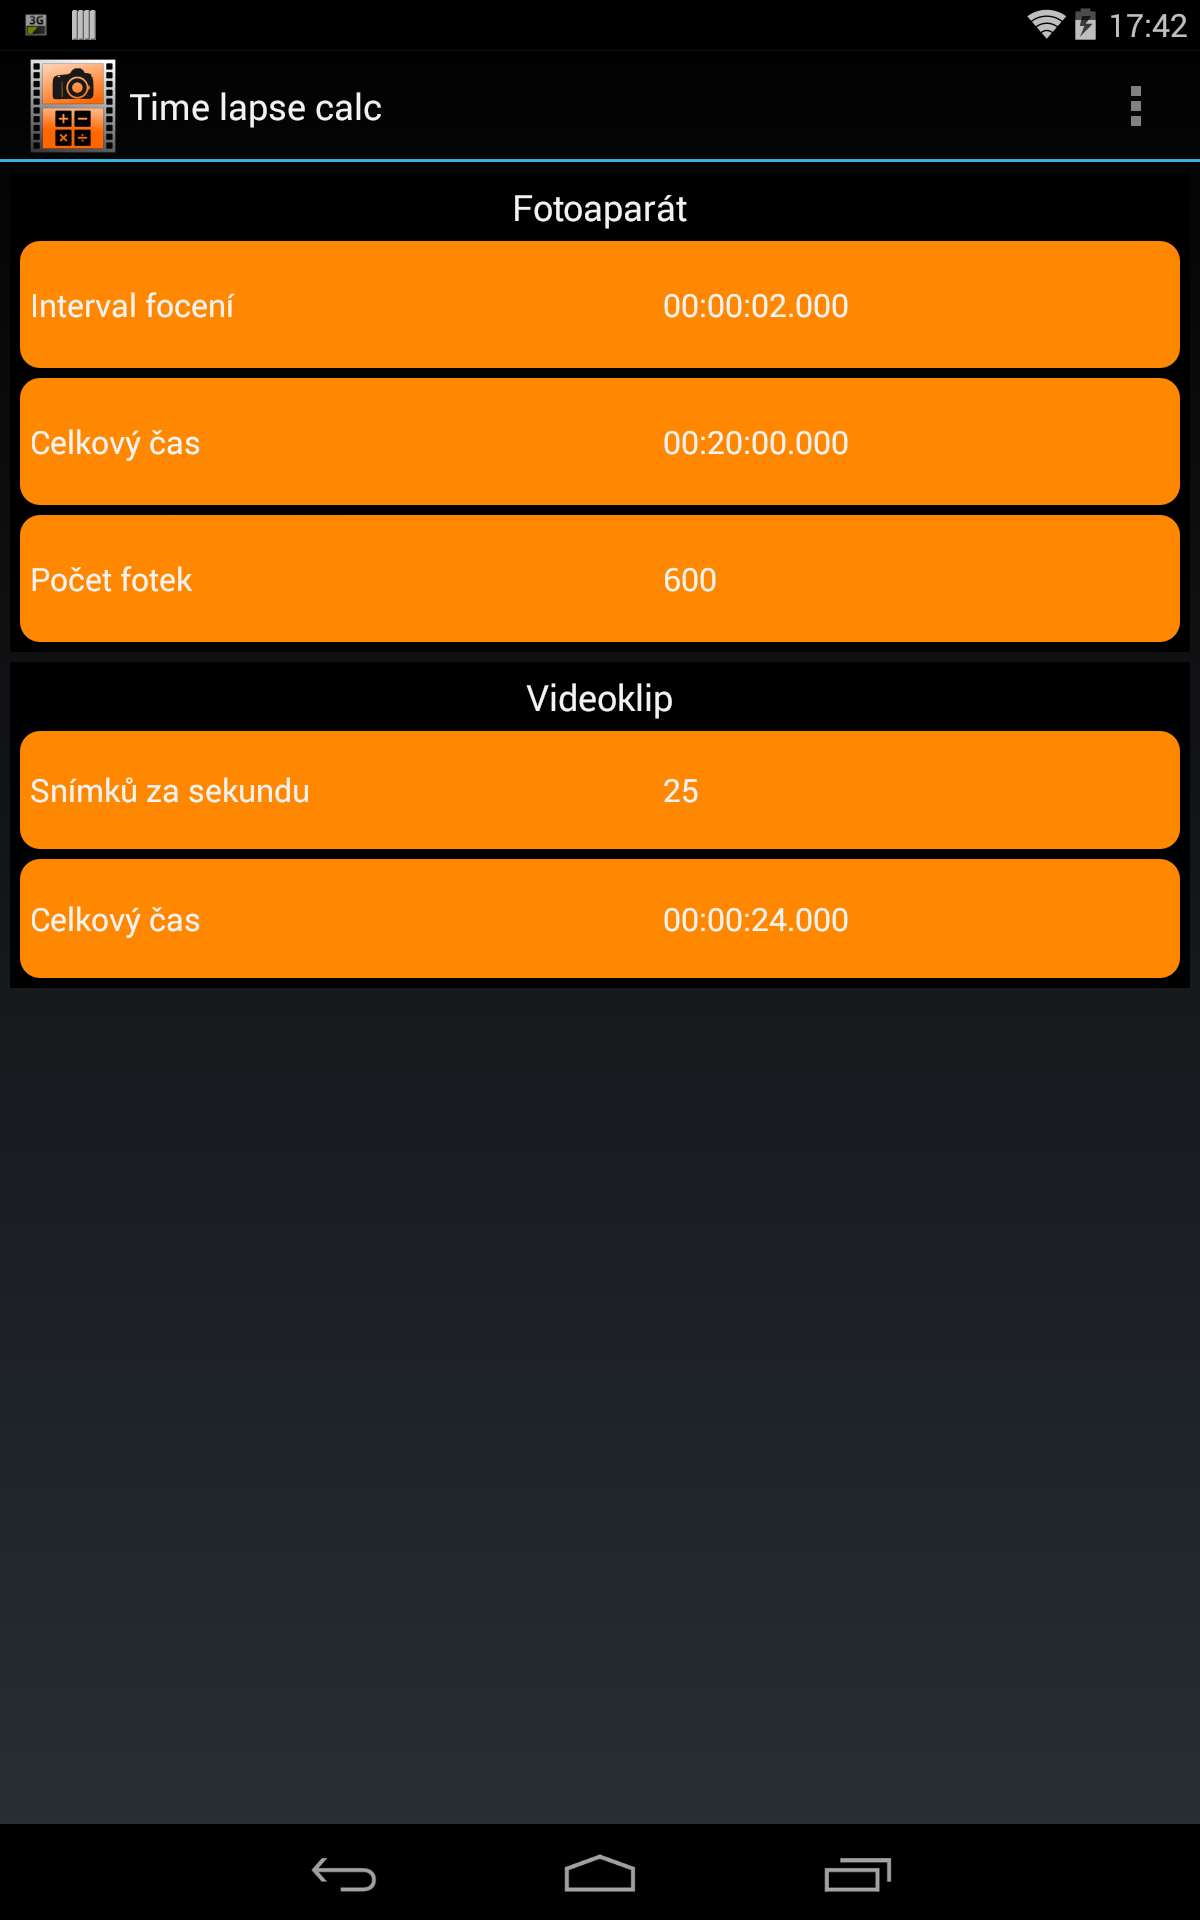 3G
17:42
Time lapse calc
Fotoaparát
Interval focení 00:00:02.000
Celkový čas 00:20:00.000
Počet fotek 600
Videoklip
Snímků za sekundu 25
Celkový čas 00:00:24.000